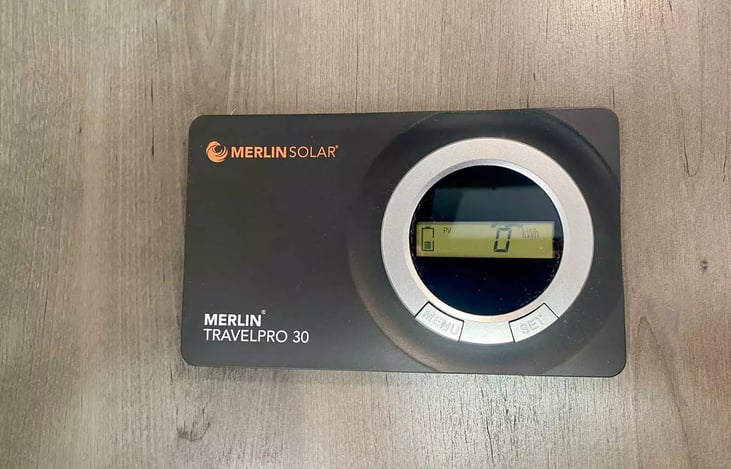 MERLIN SOLAR®
PV 0 kWh
MENU SET
MERLIN®
TRAVELPRO 30